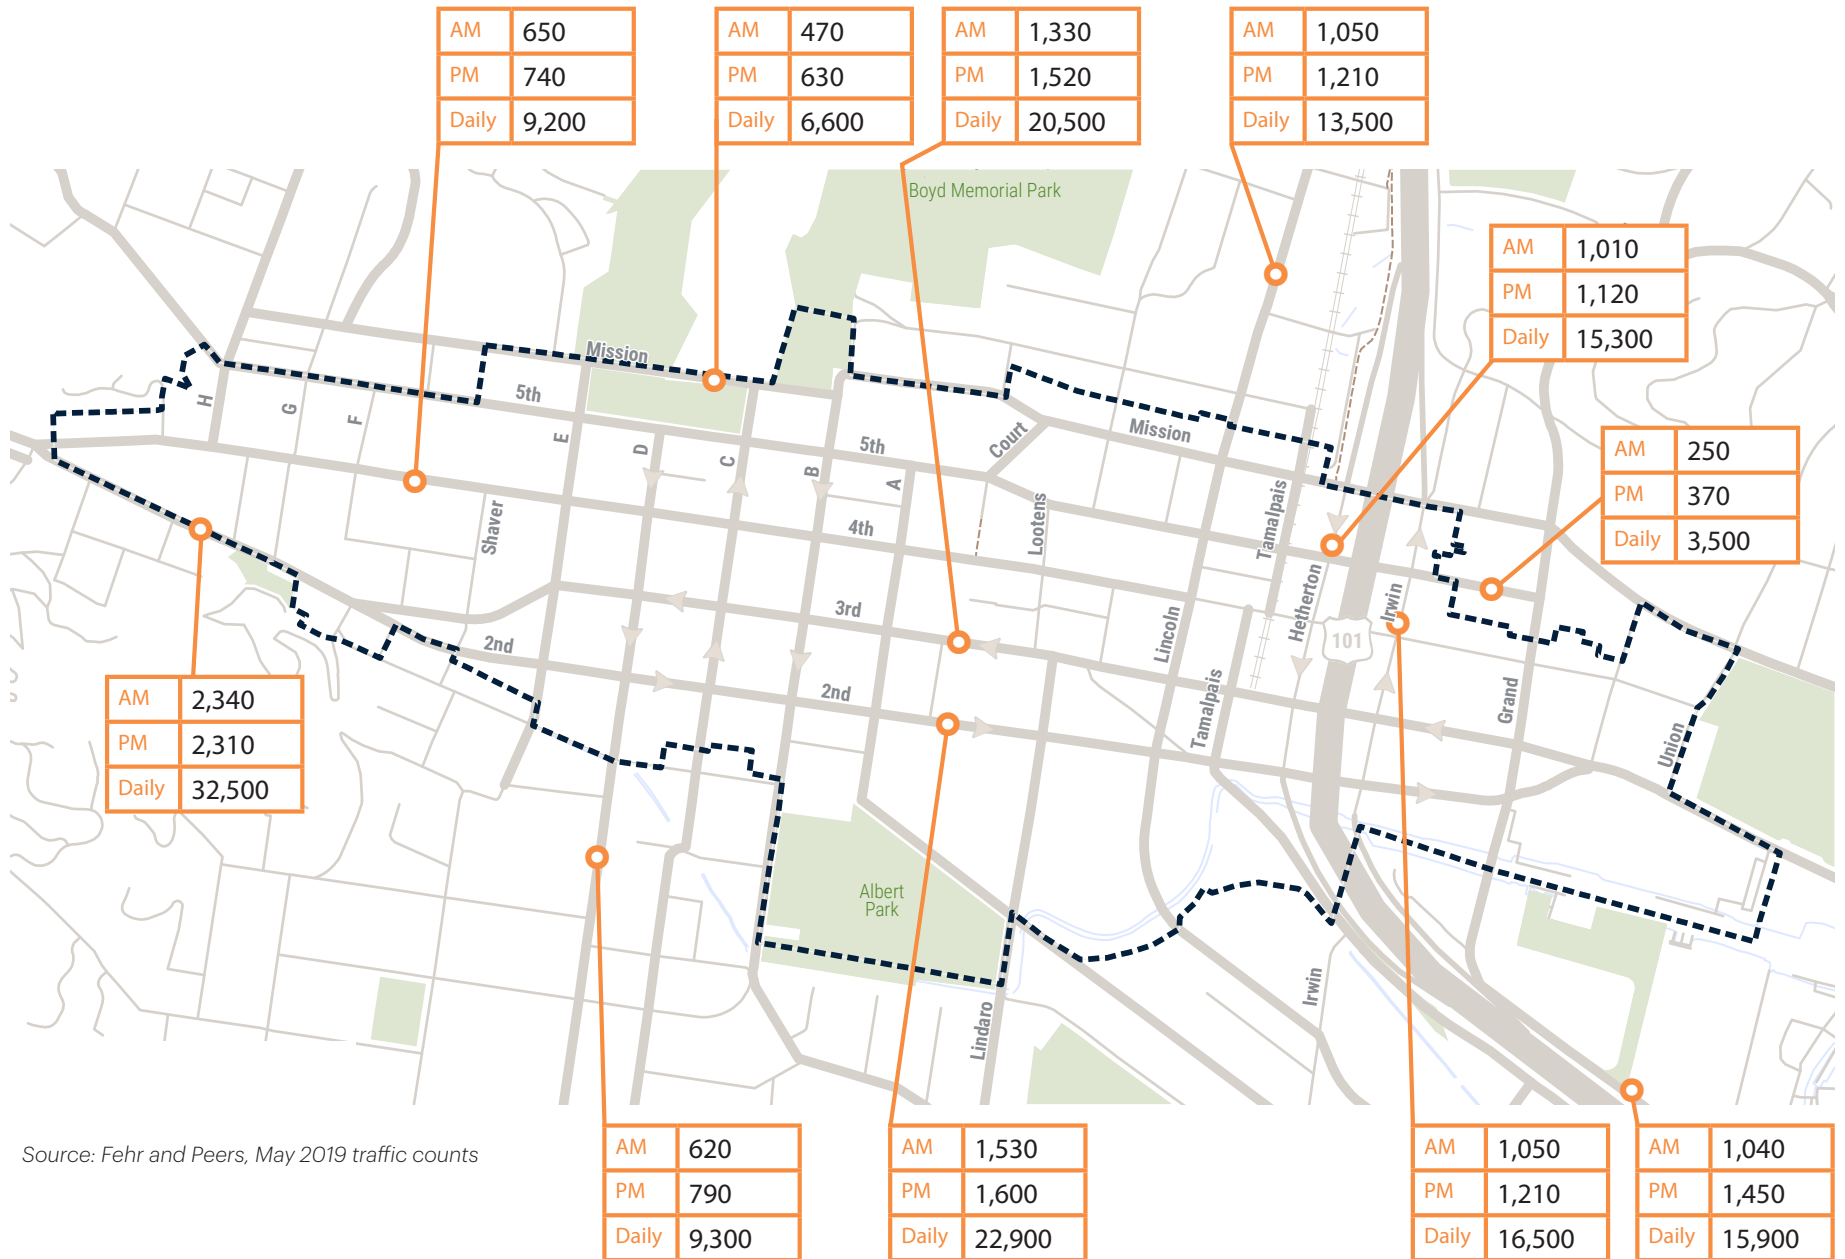 AM 650
PM 740
Daily 9,200
AM 470
PM 630
Daily 6,600
AM 1,330
PM 1,520
Daily 20,500
AM 1,050
PM 1,210
Daily 13,500
Boyd Memorial Park
AM 1,010
PM 1,120
Daily 15,300
Mission
5th
H
G
F
E
D
C
B
A
5th
Court
Mission
AM 250
PM 370
Daily 3,500
Shaver
4th
Lootens
Tamalpais
Hetherton
Irwin
3rd
Lincoln
101
2nd
2nd
Tamalpais
Grand
Union
AM 2,340
PM 2,310
Daily 32,500
Albert
Park
Irwin
Lindaro
Source: Fehr and Peers, May 2019 traffic counts
AM 620
PM 790
Daily 9,300
AM 1,530
PM 1,600
Daily 22,900
AM 1,050
PM 1,210
Daily 16,500
AM 1,040
PM 1,450
Daily 15,900